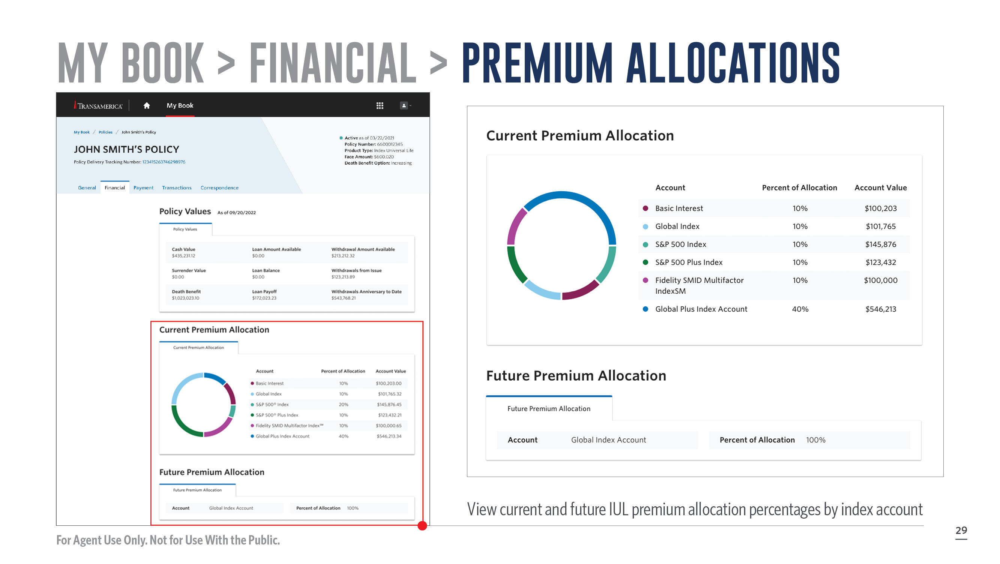 MY BOOK > FINANCIAL > PREMIUM ALLOCATIONS
TRANSAMERICA®
My Book
My Book / Policies / John Smith's Policy
JOHN SMITH'S POLICY
Policy Delivery Tracking Number: 123415263746298976
Active as of 03/22/2021
Policy Number: 6600012345
Product Type: Index Universal Life
Face Amount: $600,020
Death Benefit Option: Increasing
General Financial Payment Transactions Correspondence
Policy Values As of 09/20/2022
Policy Values
Cash Value Loan Amount Available Withdrawal Amount Available
$435,231.12 $0.00 $213,212.32
Surrender Value Loan Balance Withdrawals from Issue
$0.00 $0.00 $123,213.89
Death Benefit Loan Payoff Withdrawals Anniversary to Date
$1,023,023.10 $172,023.23 $543,768.21
Current Premium Allocation
Current Premium Allocation
Account Percent of Allocation Account Value
Basic Interest 10% $100,203.00
Global Index 10% $101,765.32
S&P 500® Index 20% $145,876.45
S&P 500® Plus Index 10% $123,432.21
Fidelity SMID Multifactor Index℠ 10% $100,000.65
Global Plus Index Account 40% $546,213.34
Future Premium Allocation
Future Premium Allocation
Account Global Index Account Percent of Allocation 100%
Current Premium Allocation
Account Percent of Allocation Account Value
Basic Interest 10% $100,203
Global Index 10% $101,765
S&P 500 Index 10% $145,876
S&P 500 Plus Index 10% $123,432
Fidelity SMID Multifactor 10% $100,000
IndexSM
Global Plus Index Account 40% $546,213
Future Premium Allocation
Future Premium Allocation
Account Global Index Account Percent of Allocation 100%
View current and future IUL premium allocation percentages by index account
For Agent Use Only. Not for Use With the Public.
29